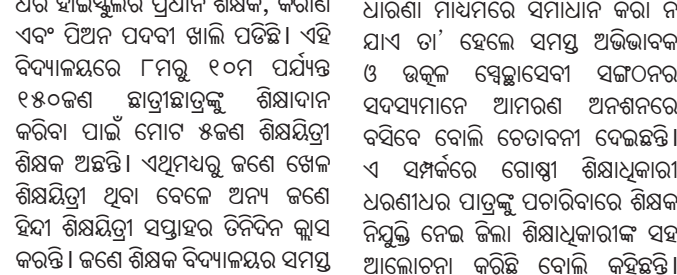 ଧର ହାଇସ୍କୁଲର ପ୍ରଧାନ ଶିକ୍ଷକ, କିରାଣି
ଏବଂ ପିଅନ ପଦବୀ ଖାଲି ପଡିଛି। ଏହି
ବିଦ୍ୟାଳୟରେ ୮ମରୁ ୧୦ମ ପର୍ଯ୍ୟନ୍ତ
୧୫୦ଜଣ ଛାତ୍ରୀଛାତ୍ରଙ୍କୁ ଶିକ୍ଷାଦାନ
କରିବା ପାଇଁ ମୋଟ ୫ଜଣ ଶିକ୍ଷୟିତ୍ରୀ
ଶିକ୍ଷକ ଅଛନ୍ତି। ଏଥିମଧ୍ୟରୁ ଜଣେ ଖେଳ
ଶିକ୍ଷୟିତ୍ରୀ ଥିବା ବେଳେ ଅନ୍ୟ ଜଣେ
ହିନ୍ଦୀ ଶିକ୍ଷୟିତ୍ରୀ ସପ୍ତାହର ତିନିଦିନ କ୍ଲାସ
କରନ୍ତି। ଜଣେ ଶିକ୍ଷକ ବିଦ୍ୟାଳୟର ସମସ୍ତ
ଧାରଣା ମାଧ୍ୟମରେ ସମାଧାନ କରା ନ
ଯାଏ ତା' ହେଲେ ସମସ୍ତ ଅଭିଭାବକ
ଓ ଉତ୍କଳ ସ୍ୱେଚ୍ଛାସେବୀ ସଙ୍ଗଠନର
ସଦସ୍ୟମାନେ ଆମରଣ ଅନଶନରେ
ବସିବେ ବୋଲି ଚେତାବନୀ ଦେଇଛନ୍ତି।
ଏ ସମ୍ପର୍କରେ ଗୋଷ୍ଠୀ ଶିକ୍ଷାଧିକାରୀ
ଧରଣୀଧର ପାତ୍ରଙ୍କୁ ପଚାରିବାରେ ଶିକ୍ଷକ
ନିଯୁକ୍ତି ନେଇ ଜିଲା ଶିକ୍ଷାଧିକାରୀଙ୍କ ସହ
ଆଲୋଚନା କରିଛି ବୋଲି କହିଛନ୍ତି।